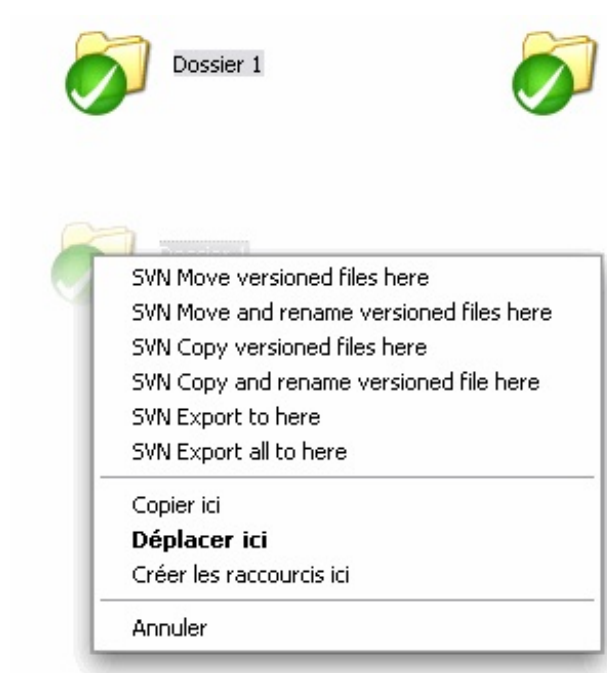 Dossier 1
SVN Move versioned files here
SVN Move and rename versioned files here
SVN Copy versioned files here
SVN Copy and rename versioned file here
SVN Export to here
SVN Export all to here
Copier ici
Déplacer ici
Créer les raccourcis ici
Annuler